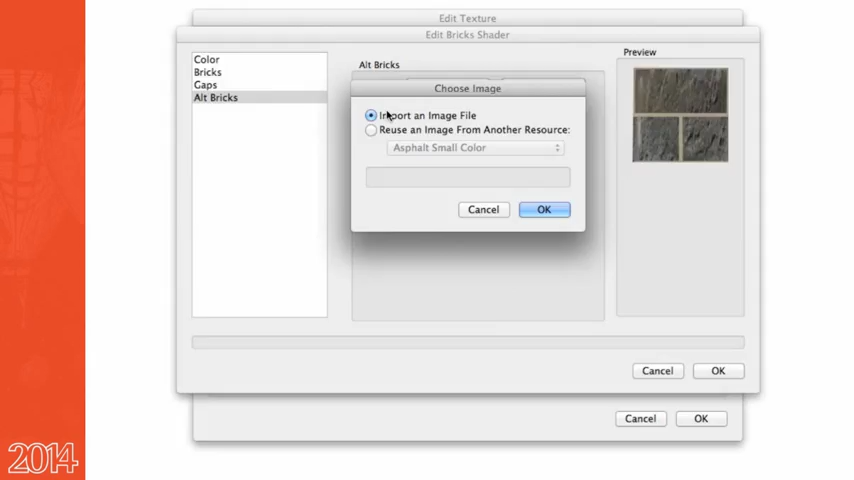 Edit Texture
Edit Bricks Shader
Color
Bricks
Gaps
Alt Bricks
Alt Bricks
Preview
Choose Image
Import an Image File
Reuse an Image From Another Resource:
Asphalt Small Color
Cancel
OK
Cancel
OK
Cancel
OK
2014